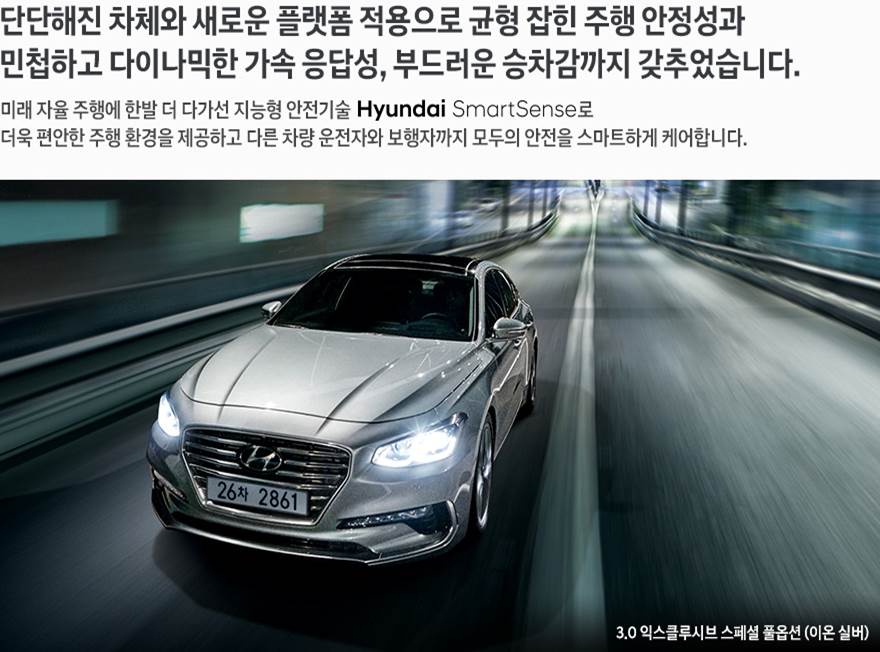 단단해진 차체와 새로운 플랫폼 적용으로 균형 잡힌 주행 안정성과
민첩하고 다이나믹한 가속 응답성, 부드러운 승차감까지 갖추었습니다.
미래 자율 주행에 한발 더 다가선 지능형 안전기술 Hyundai SmartSense로
더욱 편안한 주행 환경을 제공하고 다른 차량 운전자와 보행자까지 모두의 안전을 스마트하게 케어합니다.
26차 2861
3.0 익스클루시브 스페셜 풀옵션 (이온 실버)